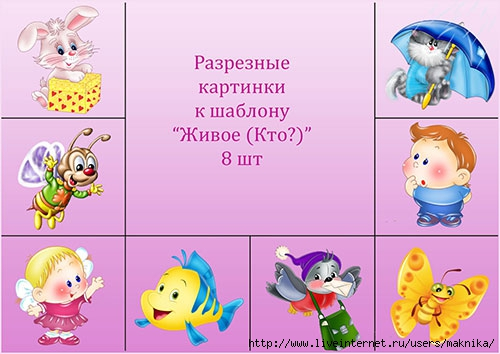 Разрезные
картинки
к шаблону
“Живое (Кто?)”
8 шт
http://www.liveinternet.ru/users/maknika/